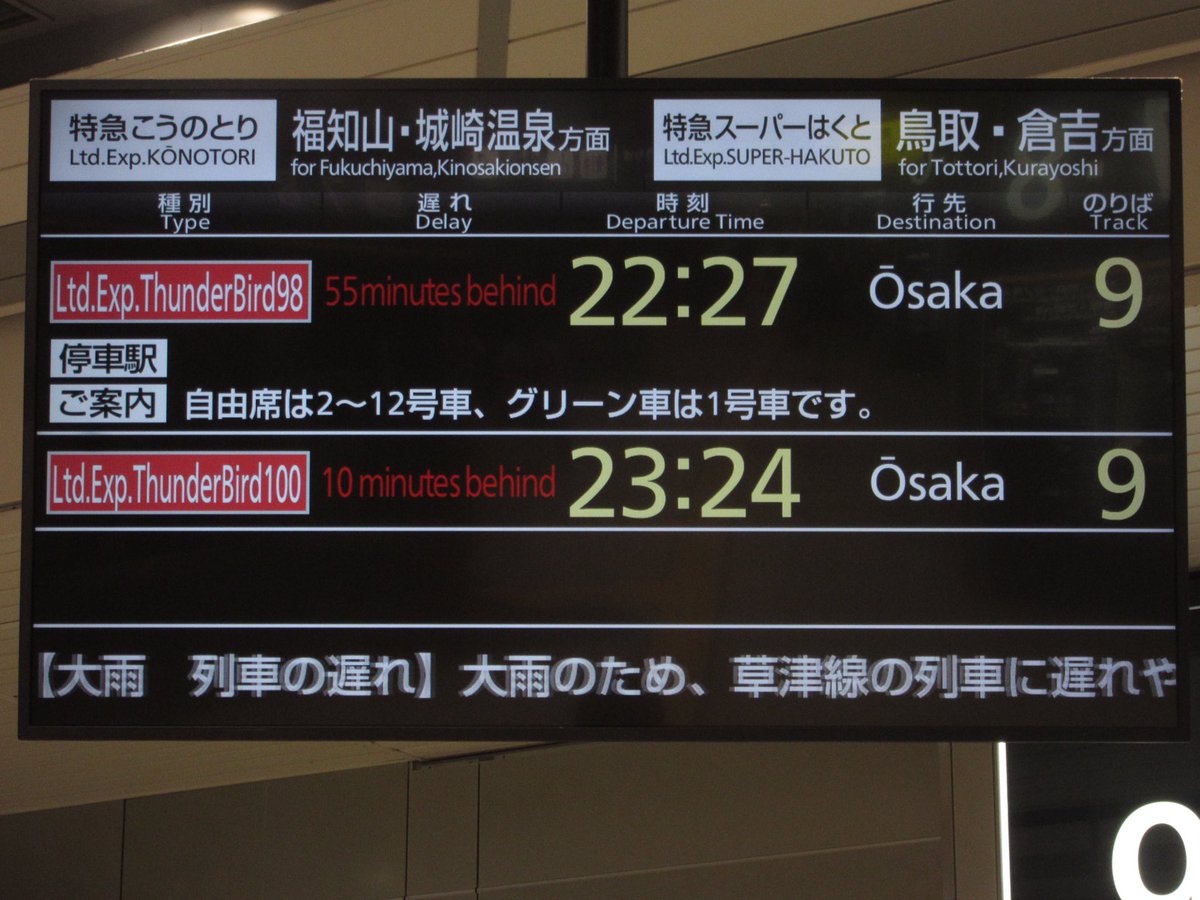 特急こうのとり 福知山・城崎温泉方面 特急スーパーはくと 鳥取・倉吉方面
Ltd.Exp.KŌNOTORI for Fukuchiyama,Kinosakionsen Ltd.Exp.SUPER-HAKUTO for Tottori,Kurayoshi
種別 遅れ 時刻 行先 のりば
Type Delay Departure Time Destination Track
Ltd.Exp.ThunderBird98 55minutes behind 22:27 Ōsaka 9
停車駅
ご案内 自由席は2～12号車、グリーン車は1号車です。
Ltd.Exp.ThunderBird100 10 minutes behind 23:24 Ōsaka 9
【大雨 列車の遅れ】 大雨のため、草津線の列車に遅れや